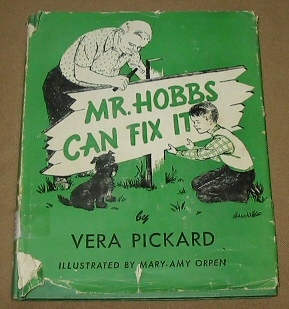 MR. HOBBS
CAN FIX IT
by
VERA PICKARD
ILLUSTRATED BY MARY-AMY ORPEN